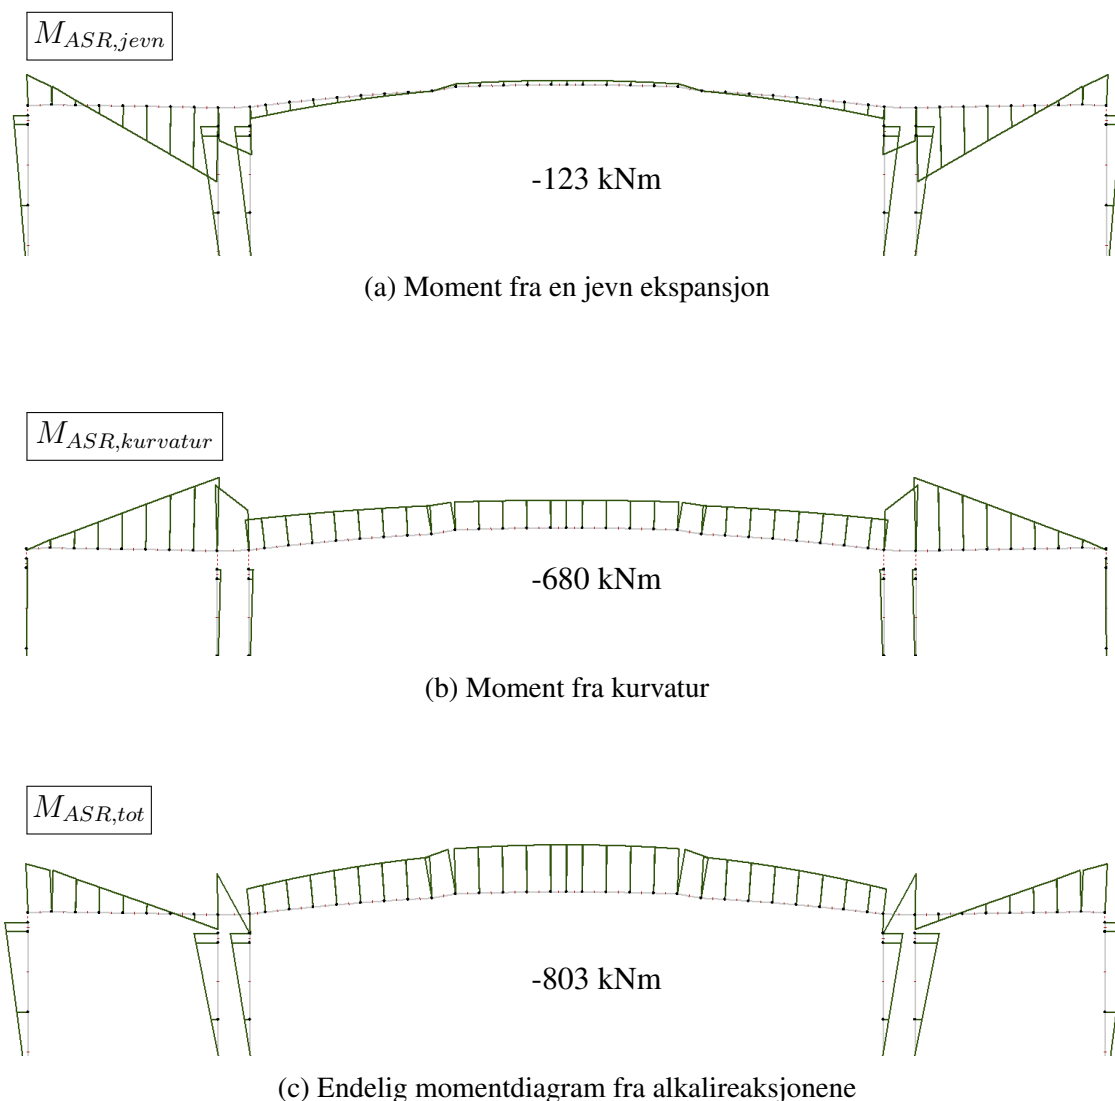 M_{ASR,jevn}
-123 kNm
(a) Moment fra en jevn ekspansjon
M_{ASR,kurvatur}
-680 kNm
(b) Moment fra kurvatur
M_{ASR,tot}
-803 kNm
(c) Endelig momentdiagram fra alkalireaksjonene